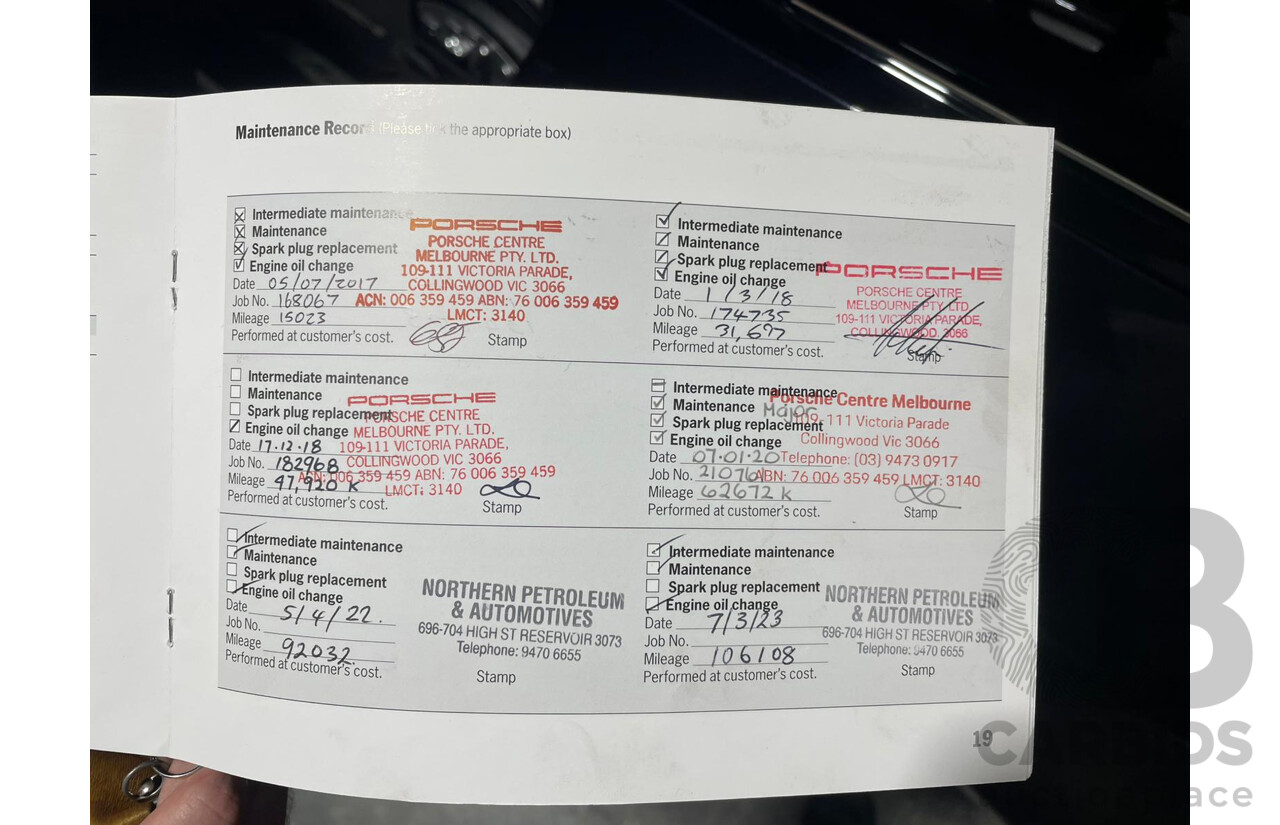 Maintenance Record (Please tick the appropriate box)
Intermediate maintenance
Maintenance
Spark plug replacement
Engine oil change
Date 05/07/2017
Job No. 168067
Mileage 15023
Performed at customer's cost.
PORSCHE
PORSCHE CENTRE
MELBOURNE PTY. LTD.
109-111 VICTORIA PARADE,
COLLINGWOOD VIC 3066
ACN: 006 359 459 ABN: 76 006 359 459
LMCT: 3140
Stamp
Intermediate maintenance
Maintenance
Spark plug replacement
Engine oil change
Date 1/3/18
Job No. 174735
Mileage 31,697
Performed at customer's cost.
PORSCHE
PORSCHE CENTRE
MELBOURNE PTY LTD
109-111 VICTORIA PARADE,
COLLINGWOOD, 3066
Stamp
Intermediate maintenance
Maintenance
Spark plug replacement
Engine oil change
Date 17.12.18
Job No. 182968
Mileage 47,920 K
Performed at customer's cost.
PORSCHE
PORSCHE CENTRE
MELBOURNE PTY. LTD.
109-111 VICTORIA PARADE,
COLLINGWOOD VIC 3066
ACN: 006 359 459 ABN: 76 006 359 459
LMCT: 3140
Stamp
Intermediate maintenance
Maintenance Major
Spark plug replacement
Engine oil change
Date 07.01.20
Job No. 210761
Mileage 62672 K
Performed at customer's cost.
Porsche Centre Melbourne
109-111 Victoria Parade
Collingwood Vic 3066
Telephone: (03) 9473 0917
ABN: 76 006 359 459 LMCT: 3140
Stamp
Intermediate maintenance
Maintenance
Spark plug replacement
Engine oil change
Date 5/4/22.
Job No.
Mileage 92032.
Performed at customer's cost.
NORTHERN PETROLEUM
& AUTOMOTIVES
696-704 HIGH ST RESERVOIR 3073
Telephone: 9470 6655
Stamp
Intermediate maintenance
Maintenance
Spark plug replacement
Engine oil change
Date 7/3/23
Job No.
Mileage 106108
Performed at customer's cost.
NORTHERN PETROLEUM
& AUTOMOTIVES
696-704 HIGH ST RESERVOIR 3073
Telephone: 9470 6655
Stamp
19
CARBIDS